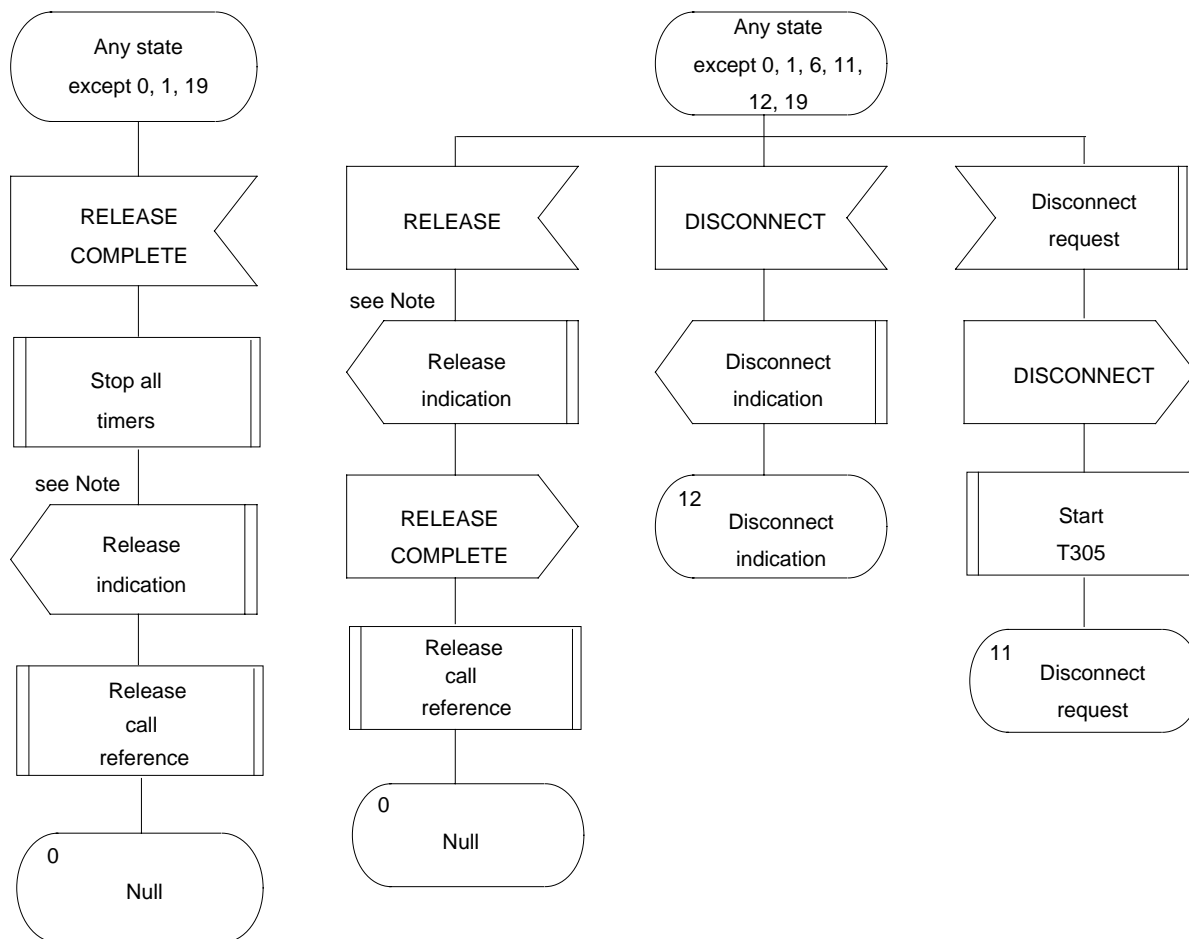 Any state
except 0, 1, 19
RELEASE
COMPLETE
Stop all
timers
see Note
Release
indication
Release
call
reference
0
Null
Any state
except 0, 1, 6, 11,
12, 19
RELEASE
see Note
Release
indication
RELEASE
COMPLETE
Release
call
reference
0
Null
DISCONNECT
Disconnect
indication
12
Disconnect
indication
Disconnect
request
DISCONNECT
Start
T305
11
Disconnect
request